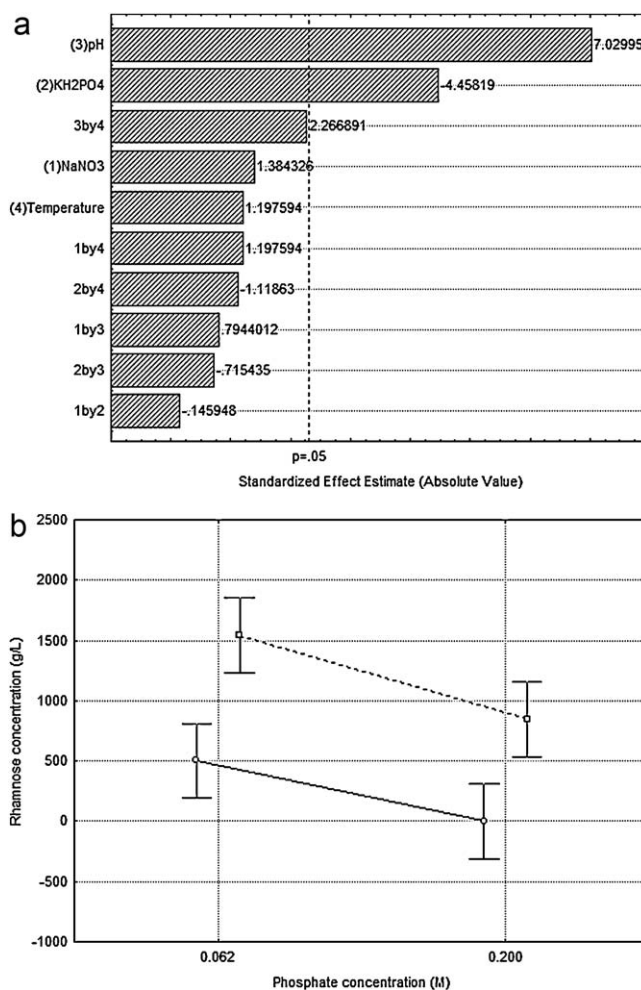 a
(3)pH
7.02995
(2)KH2PO4
-4.45819
3by4
2.266891
(1)NaNO3
1.384326
(4)Temperature
1.197594
1by4
1.197594
2by4
-1.11863
1by3
.7944012
2by3
-.715435
1by2
-.145948
p=.05
Standardized Effect Estimate (Absolute Value)
b
2500
2000
1500
1000
500
0
-500
-1000
Rhamnose concentration (g/L)
0.062
0.200
Phosphate concentration (M)